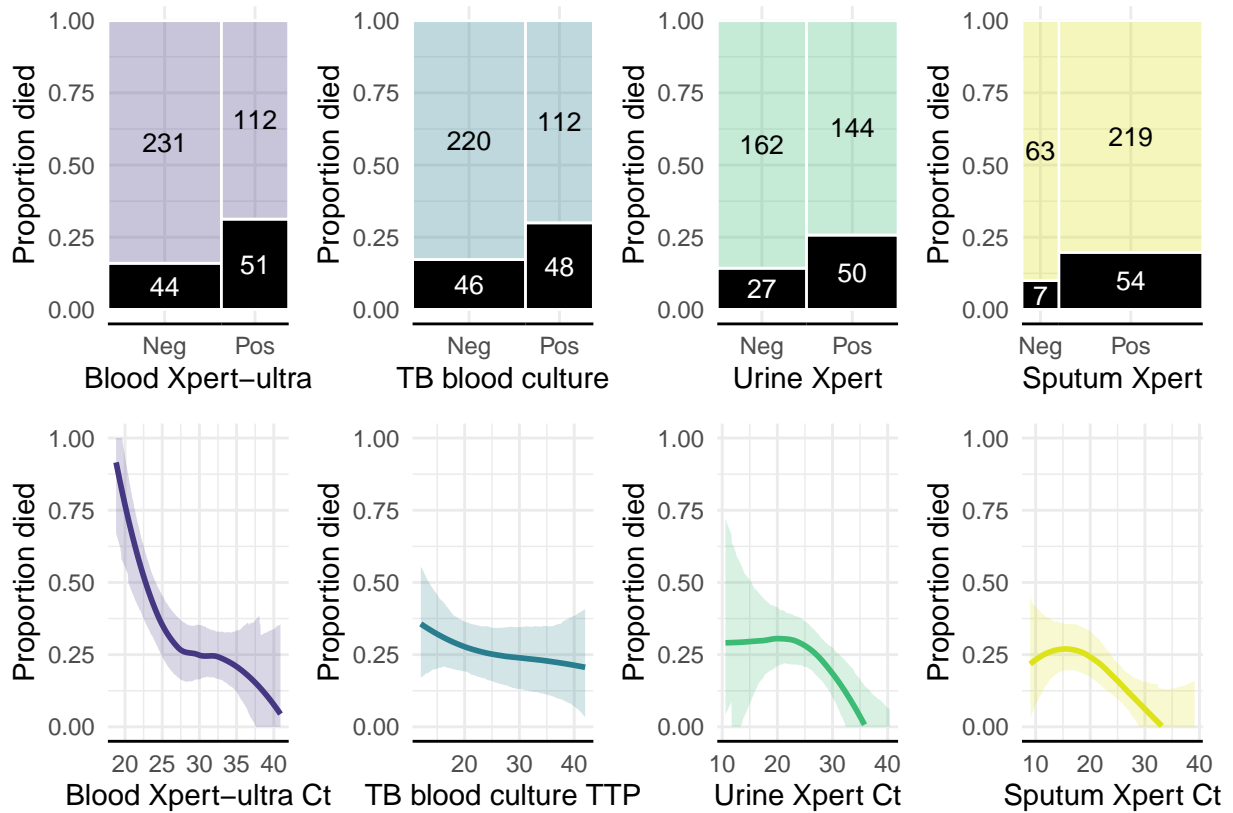 Proportion died
1.00
0.75
0.50
0.25
0.00
231
112
44
51
Neg
Pos
Blood Xpert−ultra
Proportion died
1.00
0.75
0.50
0.25
0.00
220
112
46
48
Neg
Pos
TB blood culture
Proportion died
1.00
0.75
0.50
0.25
0.00
162
144
27
50
Neg
Pos
Urine Xpert
Proportion died
1.00
0.75
0.50
0.25
0.00
63
219
7
54
Neg
Pos
Sputum Xpert
Proportion died
1.00
0.75
0.50
0.25
0.00
20 25 30 35 40
Blood Xpert−ultra Ct
Proportion died
1.00
0.75
0.50
0.25
0.00
20 30 40
TB blood culture TTP
Proportion died
1.00
0.75
0.50
0.25
0.00
10 20 30 40
Urine Xpert Ct
Proportion died
1.00
0.75
0.50
0.25
0.00
10 20 30 40
Sputum Xpert Ct